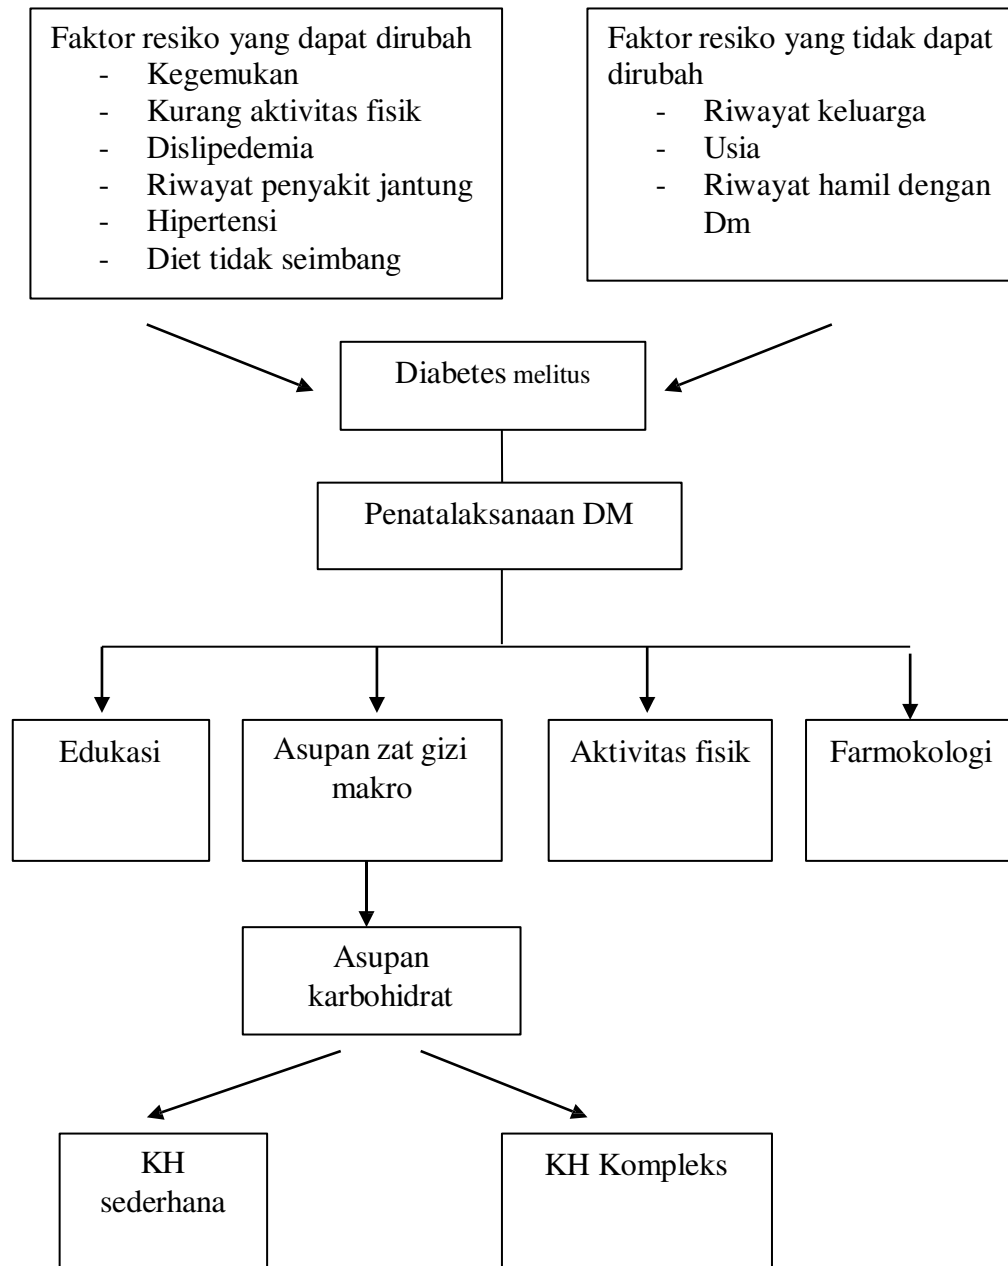 Faktor resiko yang dapat dirubah
- Kegemukan
- Kurang aktivitas fisik
- Dislipedemia
- Riwayat penyakit jantung
- Hipertensi
- Diet tidak seimbang
Faktor resiko yang tidak dapat
dirubah
- Riwayat keluarga
- Usia
- Riwayat hamil dengan
Dm
Diabetes melitus
Penatalaksanaan DM
Edukasi
Asupan zat gizi
makro
Aktivitas fisik
Farmokologi
Asupan
karbohidrat
KH
sederhana
KH Kompleks